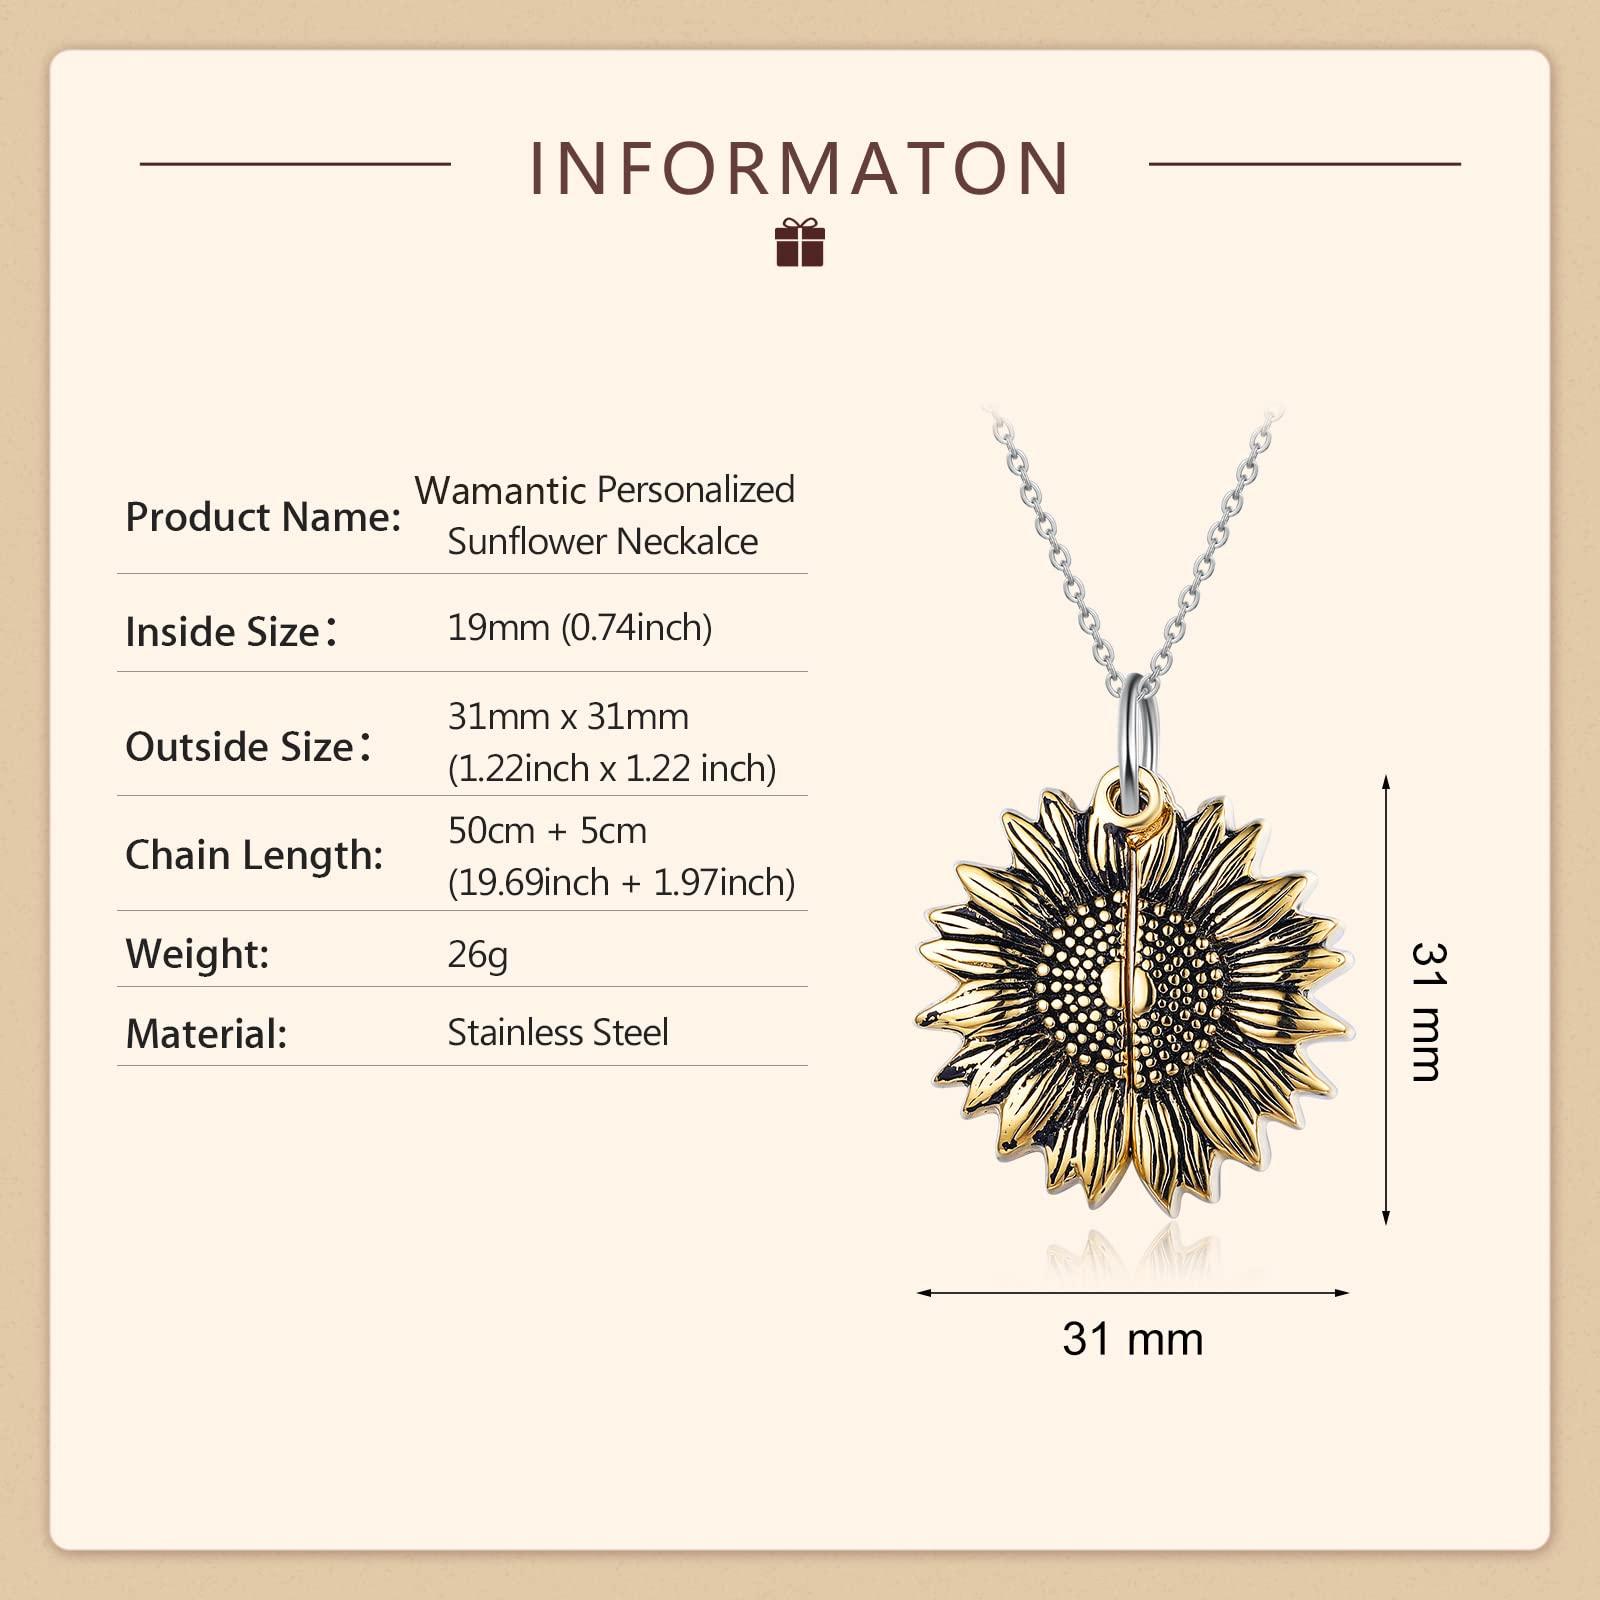 INFORMATON
Product Name: Wamantic Personalized
Sunflower Neckalce
Inside Size: 19mm (0.74inch)
Outside Size: 31mm x 31mm
(1.22inch x 1.22 inch)
Chain Length: 50cm + 5cm
(19.69inch + 1.97inch)
Weight: 26g
Material: Stainless Steel
31 mm
31 mm